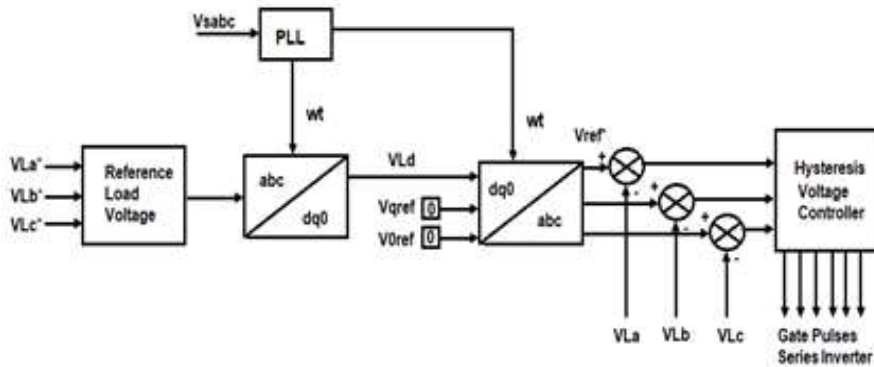 Vsabc
PLL
wt
wt
VLa*
VLb*
VLc*
Reference
Load
Voltage
abc
dq0
VLd
Vqref 0
V0ref 0
dq0
abc
Vref*
+
-
+
-
+
-
Hysteresis
Voltage
Controller
VLa
VLb
VLc
Gate Pulses
Series Inverter